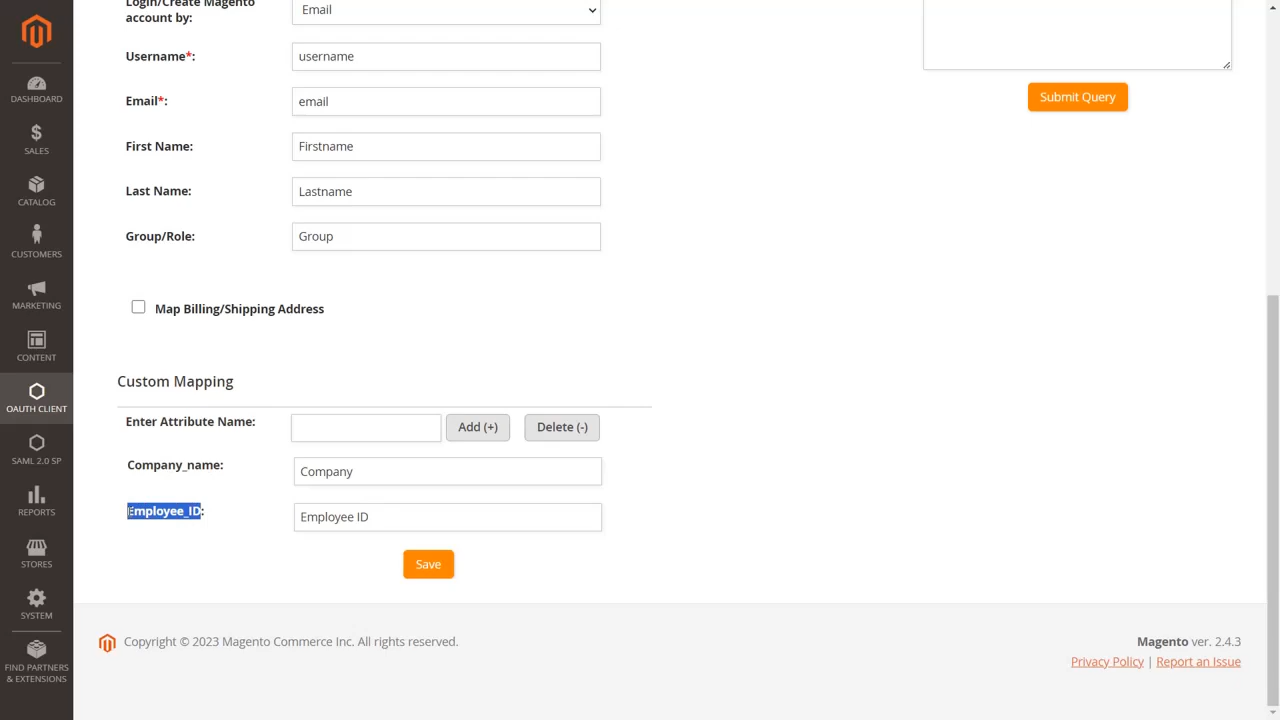 Login/Create Magento
account by:
Email
Username*:
username
Email*:
email
Submit Query
First Name:
Firstname
Last Name:
Lastname
Group/Role:
Group
Map Billing/Shipping Address
Custom Mapping
Enter Attribute Name:
Add (+)
Delete (-)
Company_name:
Company
Employee_ID:
Employee ID
Save
Copyright © 2023 Magento Commerce Inc. All rights reserved.
Magento ver. 2.4.3
Privacy Policy | Report an Issue
DASHBOARD
$
SALES
CATALOG
CUSTOMERS
MARKETING
CONTENT
OAUTH CLIENT
SAML 2.0 SP
REPORTS
STORES
SYSTEM
FIND PARTNERS
& EXTENSIONS